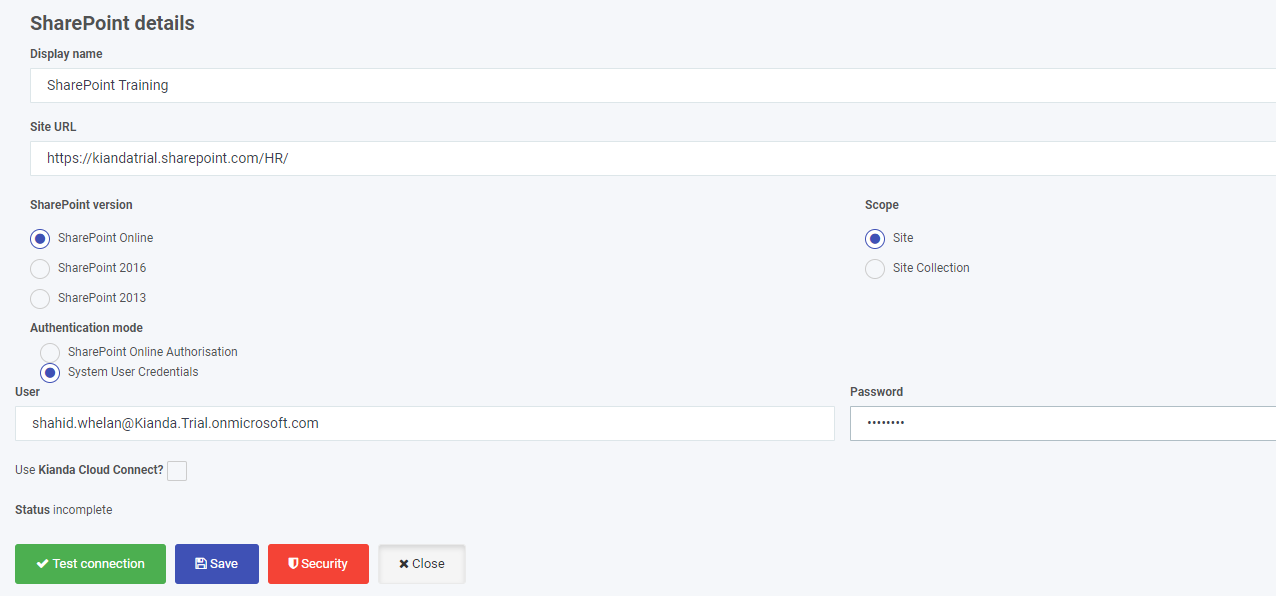 SharePoint details
Display name
SharePoint Training
Site URL
https://kiandatrial.sharepoint.com/HR/
SharePoint version
Scope
SharePoint Online
Site
SharePoint 2016
Site Collection
SharePoint 2013
Authentication mode
SharePoint Online Authorisation
System User Credentials
User
Password
shahid.whelan@Kianda.Trial.onmicrosoft.com
••••••••
Use Kianda Cloud Connect?
Status incomplete
Test connection
Save
Security
Close